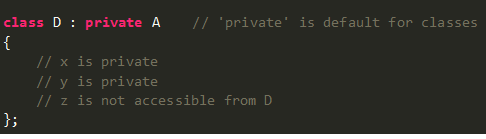 class D : private A    // 'private' is default for classes
{
    // x is private
    // y is private
    // z is not accessible from D
};